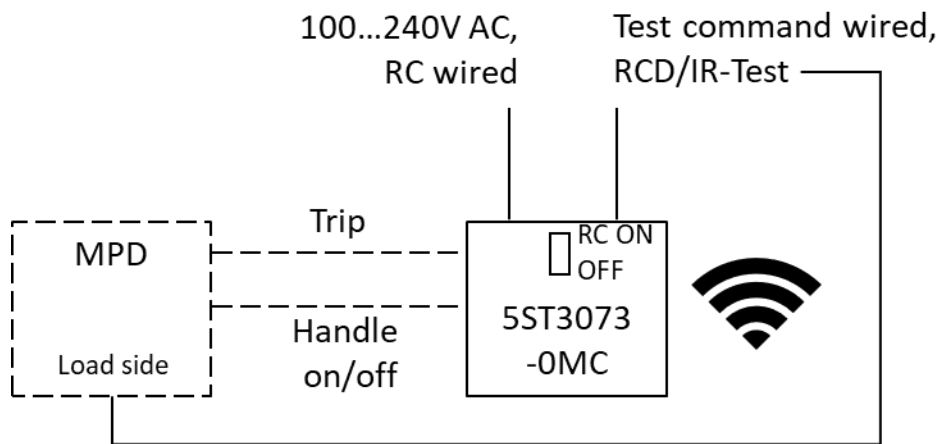 100...240V AC,
RC wired
Test command wired,
RCD/IR-Test
Trip
MPD
RC ON
OFF
5ST3073
-0MC
Handle
on/off
Load side